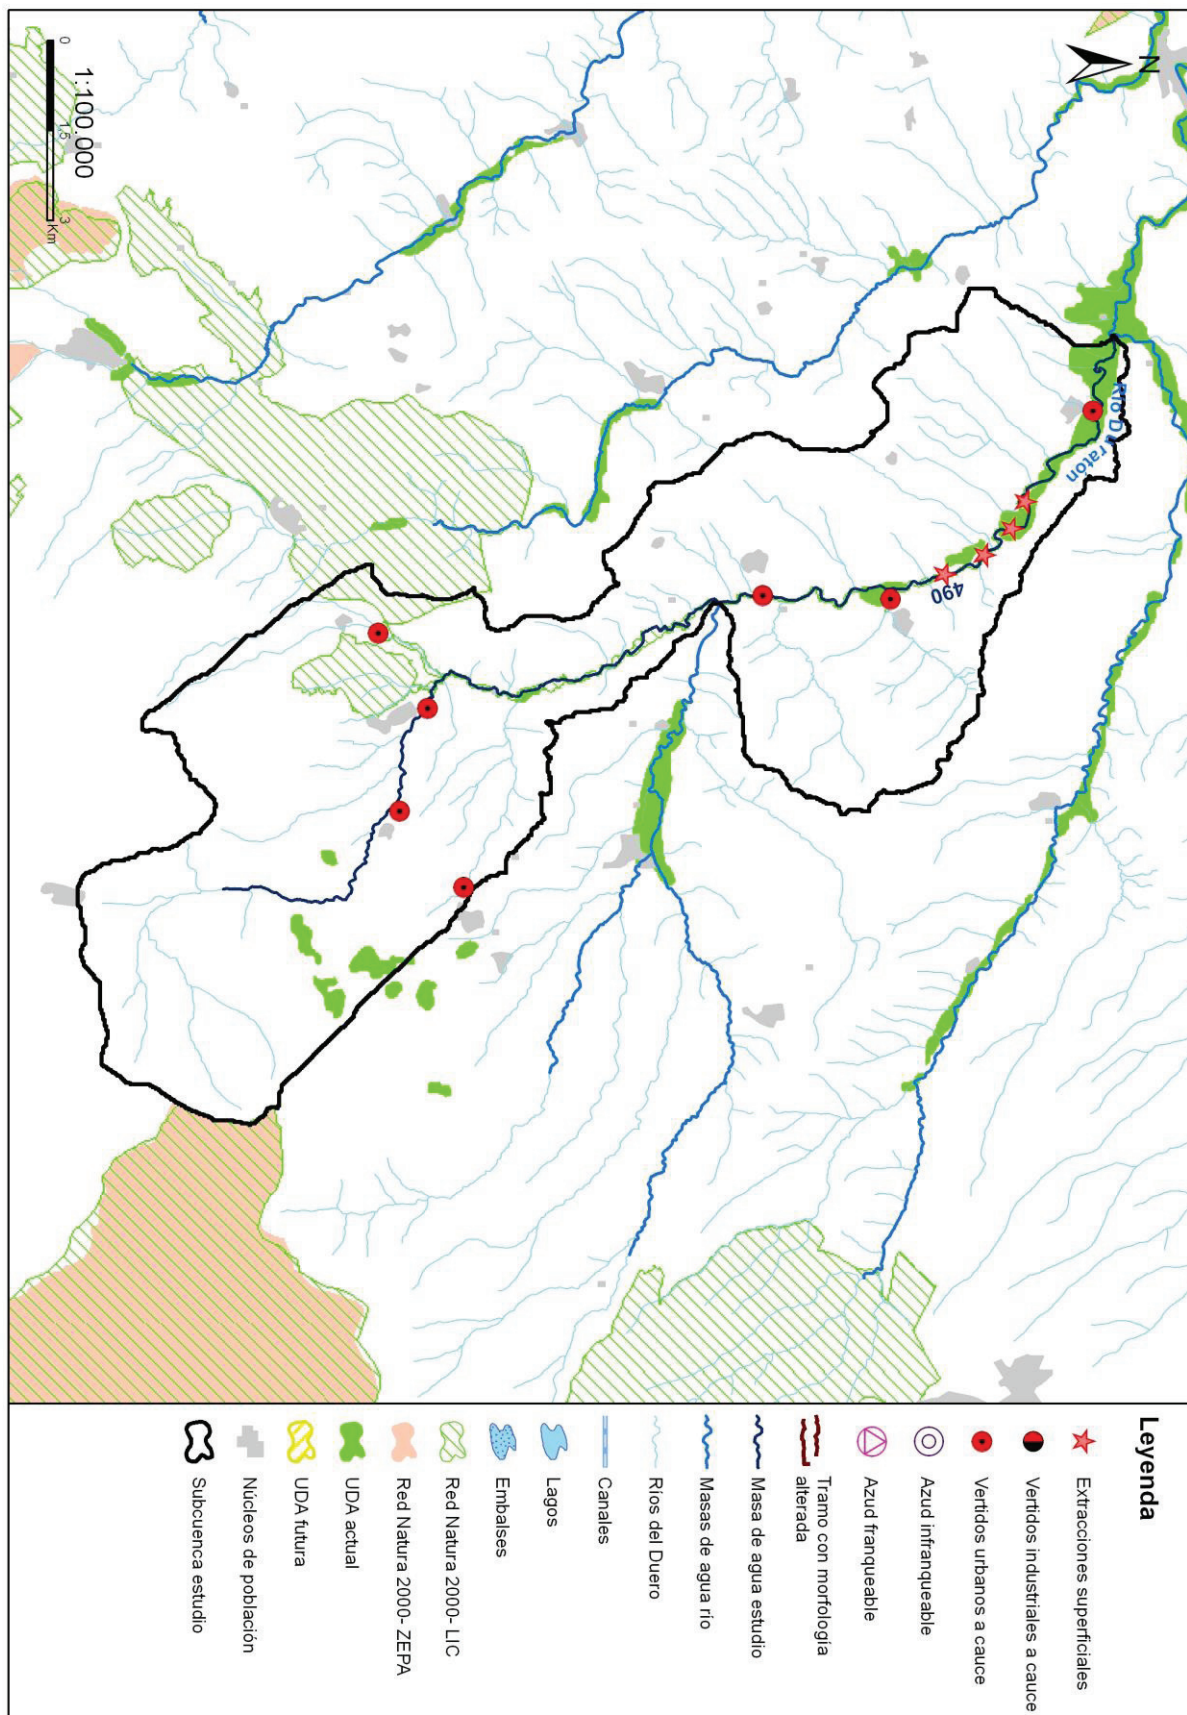 N
Río Duratón
490
0
1,5
3
Km
1:100.000
Leyenda
Extracciones superficiales
Vertidos industriales a cauce
Vertidos urbanos a cauce
Azud infranqueable
Azud franqueable
Tramo con morfología
alterada
Masa de agua estudio
Masas de agua río
Ríos del Duero
Canales
Lagos
Embalses
Red Natura 2000- LIC
Red Natura 2000- ZEPA
UDA actual
UDA futura
Núcleos de población
Subcuenca estudio